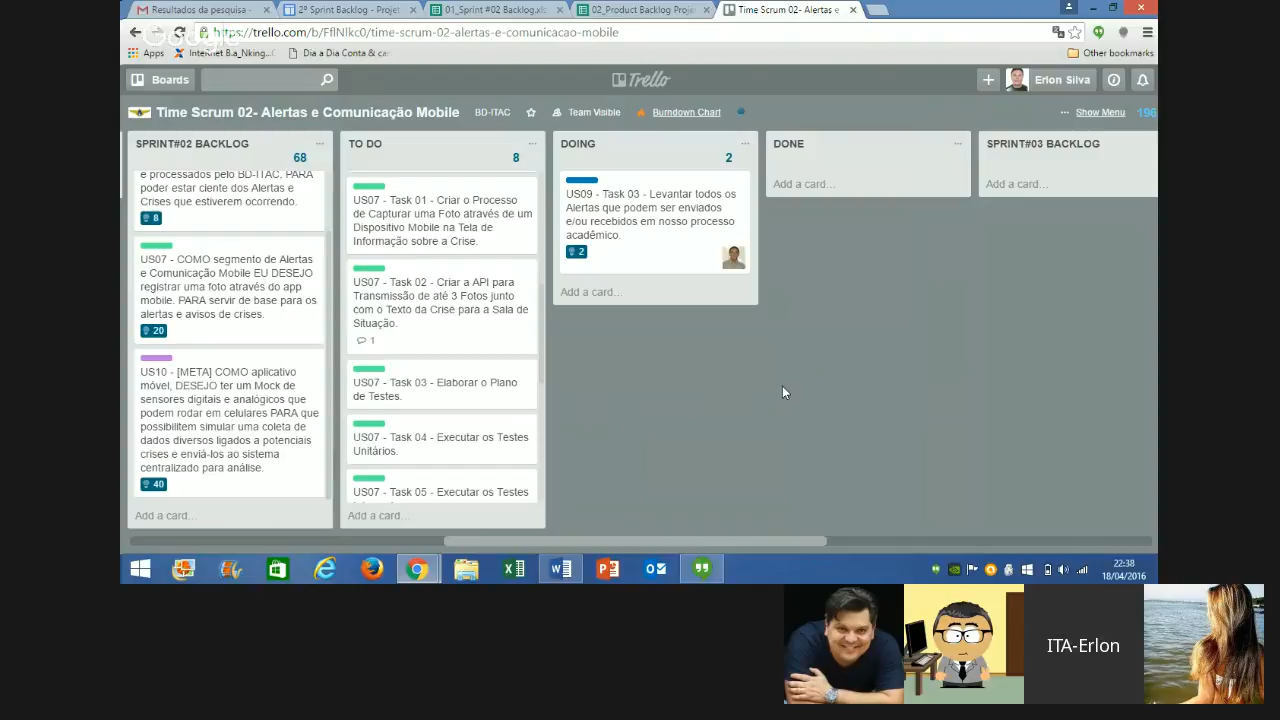 Resultados da pesquisa -
2º Sprint Backlog - Projet
01_Sprint #02 Backlog.xls
02_Product Backlog Proje
Time Scrum 02- Alertas e
Google
https://trello.com/b/FflNlkc0/time-scrum-02-alertas-e-comunicacao-mobile
Apps
Dia a Dia Conta & ca
Other bookmarks
Boards
Trello
Erlon Silva
Time Scrum 02- Alertas e Comunicação Mobile
BD-ITAC
Team Visible
Burndown Chart
Show Menu
196
SPRINT#02 BACKLOG
68
e processados pelo BD-ITAC, PARA
poder estar ciente dos Alertas e
Crises que estiverem ocorrendo.
8
US07 - COMO segmento de Alertas
e Comunicação Mobile EU DESEJO
registrar uma foto através do app
mobile. PARA servir de base para os
alertas e avisos de crises.
20
US10 - [META] COMO aplicativo
móvel, DESEJO ter um Mock de
sensores digitais e analógicos que
podem rodar em celulares PARA que
possibilitem simular uma coleta de
dados diversos ligados a potenciais
crises e enviá-los ao sistema
centralizado para análise.
40
Add a card…
TO DO
8
US07 - Task 01 - Criar o Processo
de Capturar uma Foto através de um
Dispositivo Mobile na Tela de
Informação sobre a Crise.
US07 - Task 02 - Criar a API para
Transmissão de até 3 Fotos junto
com o Texto da Crise para a Sala de
Situação.
1
US07 - Task 03 - Elaborar o Plano
de Testes.
US07 - Task 04 - Executar os Testes
Unitários.
US07 - Task 05 - Executar os Testes
Add a card…
DOING
2
US09 - Task 03 - Levantar todos os
Alertas que podem ser enviados
e/ou recebidos em nosso processo
acadêmico.
2
Add a card…
DONE
Add a card…
SPRINT#03 BACKLOG
Add a card…
22:38
18/04/2016
ITA-Erlon